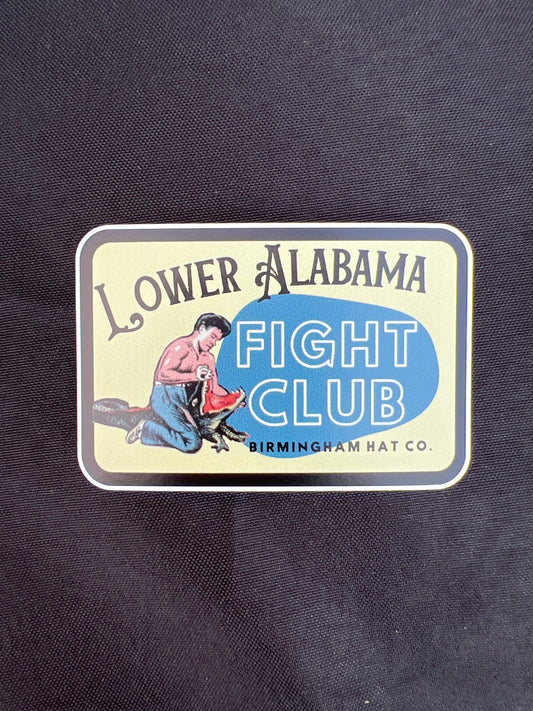 LOWER ALABAMA
FIGHT
CLUB
BIRMINGHAM HAT CO.